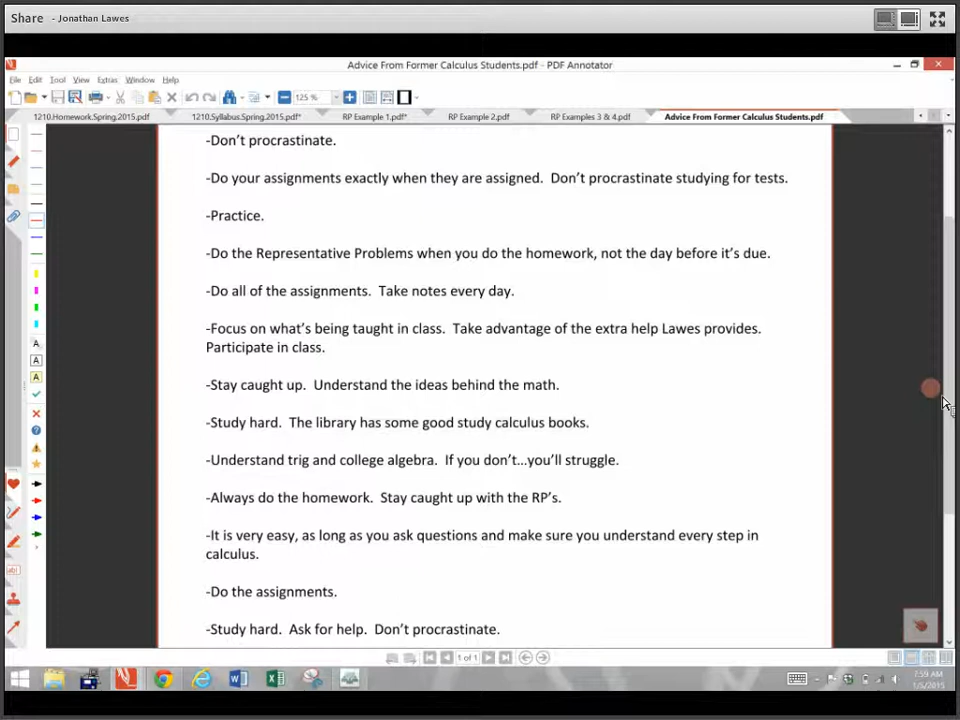 Share - Jonathan Lawes
Advice From Former Calculus Students.pdf - PDF Annotator
File Edit Tool View Extras Window Help
125 %
1210.Homework.Spring.2015.pdf 1210.Syllabus.Spring.2015.pdf* RP Example 1.pdf* RP Example 2.pdf RP Examples 3 & 4.pdf Advice From Former Calculus Students.pdf
-Don't procrastinate.
-Do your assignments exactly when they are assigned. Don't procrastinate studying for tests.
-Practice.
-Do the Representative Problems when you do the homework, not the day before it's due.
-Do all of the assignments. Take notes every day.
-Focus on what's being taught in class. Take advantage of the extra help Lawes provides.
Participate in class.
-Stay caught up. Understand the ideas behind the math.
-Study hard. The library has some good study calculus books.
-Understand trig and college algebra. If you don't...you'll struggle.
-Always do the homework. Stay caught up with the RP's.
-It is very easy, as long as you ask questions and make sure you understand every step in
calculus.
-Do the assignments.
-Study hard. Ask for help. Don't procrastinate.
1 of 1
7:59 AM
1/5/2015